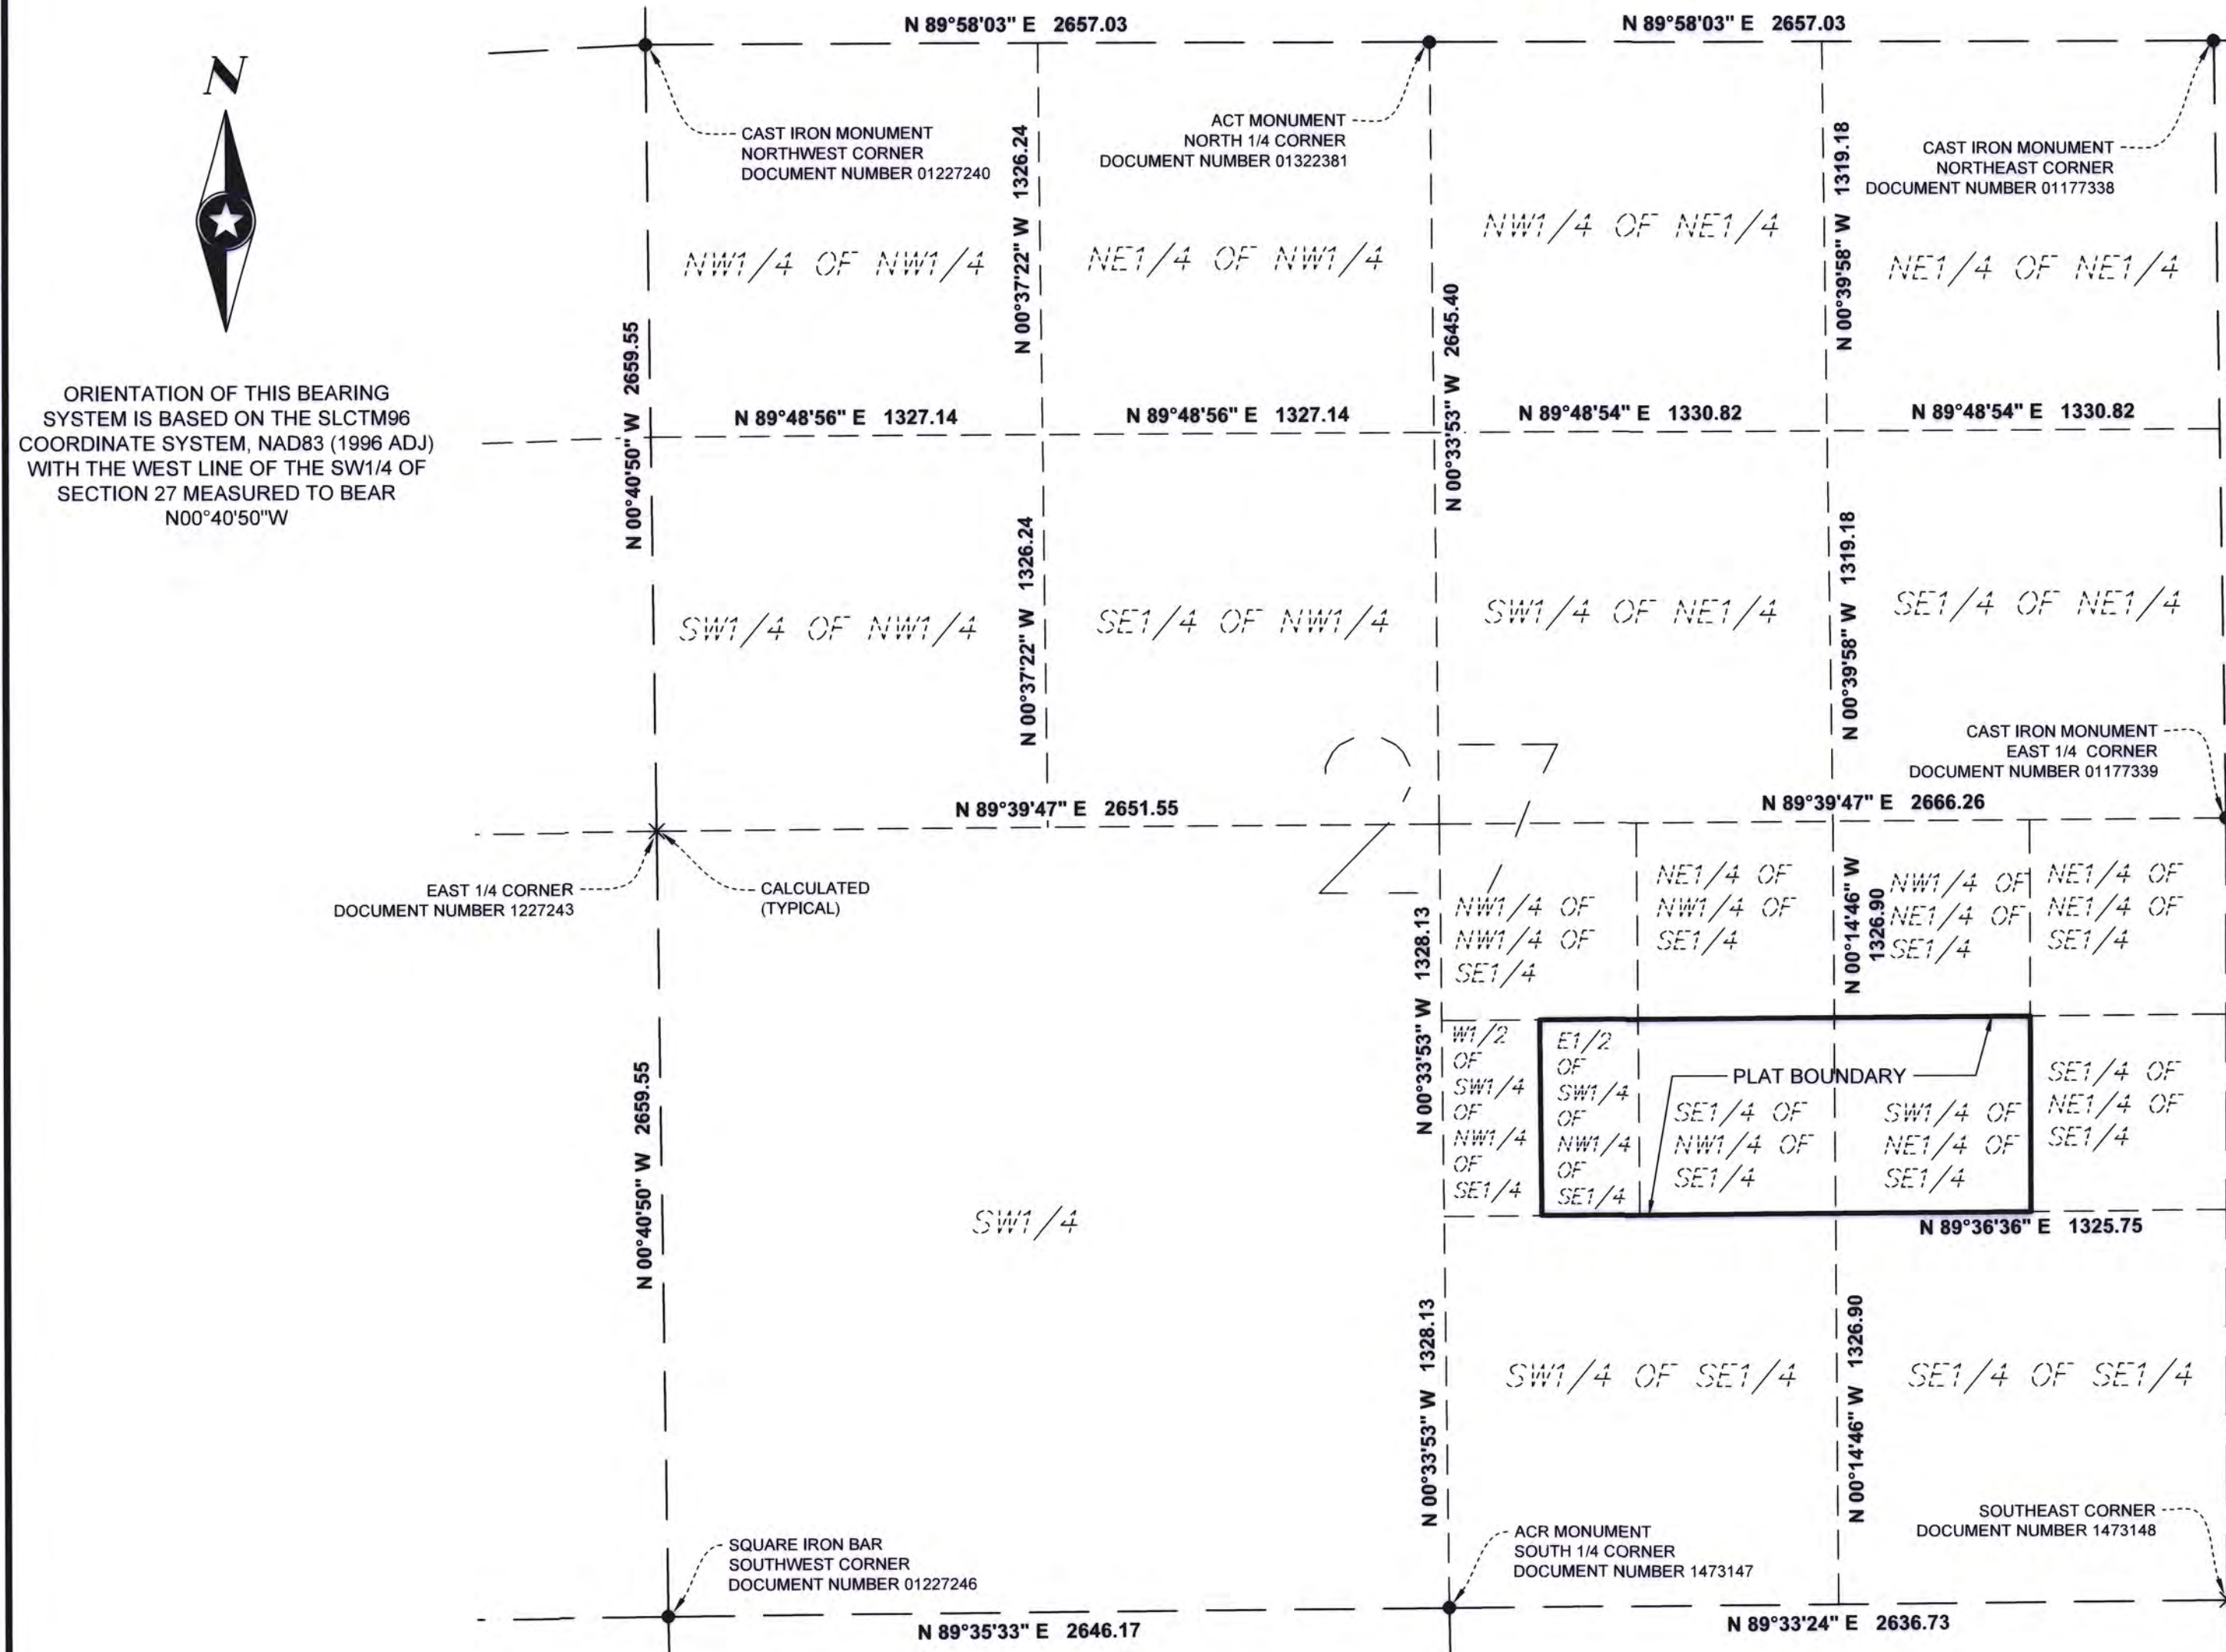 N 89°58'03" E 2657.03
N 89°58'03" E 2657.03
N
CAST IRON MONUMENT
NORTHWEST CORNER
DOCUMENT NUMBER 01227240
N 00°37'22" W 1326.24
ACT MONUMENT
NORTH 1/4 CORNER
DOCUMENT NUMBER 01322381
N 00°39'58" W 1319.18
CAST IRON MONUMENT
NORTHEAST CORNER
DOCUMENT NUMBER 01177338
NW1/4 OF NW1/4
NE1/4 OF NW1/4
NW1/4 OF NE1/4
NE1/4 OF NE1/4
ORIENTATION OF THIS BEARING
SYSTEM IS BASED ON THE SLCTM96
COORDINATE SYSTEM, NAD83 (1996 ADJ)
WITH THE WEST LINE OF THE SW1/4 OF
SECTION 27 MEASURED TO BEAR
N00°40'50"W
N 00°40'50" W 2659.55
N 00°33'53" W 2645.40
N 89°48'56" E 1327.14
N 89°48'56" E 1327.14
N 89°48'54" E 1330.82
N 89°48'54" E 1330.82
N 00°37'22" W 1326.24
N 00°39'58" W 1319.18
SW1/4 OF NW1/4
SE1/4 OF NW1/4
SW1/4 OF NE1/4
SE1/4 OF NE1/4
27
CAST IRON MONUMENT
EAST 1/4 CORNER
DOCUMENT NUMBER 01177339
N 89°39'47" E 2651.55
N 89°39'47" E 2666.26
EAST 1/4 CORNER
DOCUMENT NUMBER 1227243
CALCULATED
(TYPICAL)
N 00°33'53" W 1328.13
NW1/4 OF
NW1/4 OF
SE1/4
NE1/4 OF
NW1/4 OF
SE1/4
N 00°14'46" W
1326.90
NW1/4 OF
NE1/4 OF
SE1/4
NE1/4 OF
NE1/4 OF
SE1/4
W1/2
OF
SW1/4
OF
NW1/4
OF
SE1/4
E1/2
OF
SW1/4
OF
NW1/4
OF
SE1/4
PLAT BOUNDARY
SE1/4 OF
NW1/4 OF
SE1/4
SW1/4 OF
NE1/4 OF
SE1/4
SE1/4 OF
NE1/4 OF
SE1/4
N 00°40'50" W 2659.55
SW1/4
N 89°36'36" E 1325.75
N 00°33'53" W 1328.13
N 00°14'46" W 1326.90
SW1/4 OF SE1/4
SE1/4 OF SE1/4
SQUARE IRON BAR
SOUTHWEST CORNER
DOCUMENT NUMBER 01227246
ACR MONUMENT
SOUTH 1/4 CORNER
DOCUMENT NUMBER 1473147
SOUTHEAST CORNER
DOCUMENT NUMBER 1473148
N 89°35'33" E 2646.17
N 89°33'24" E 2636.73